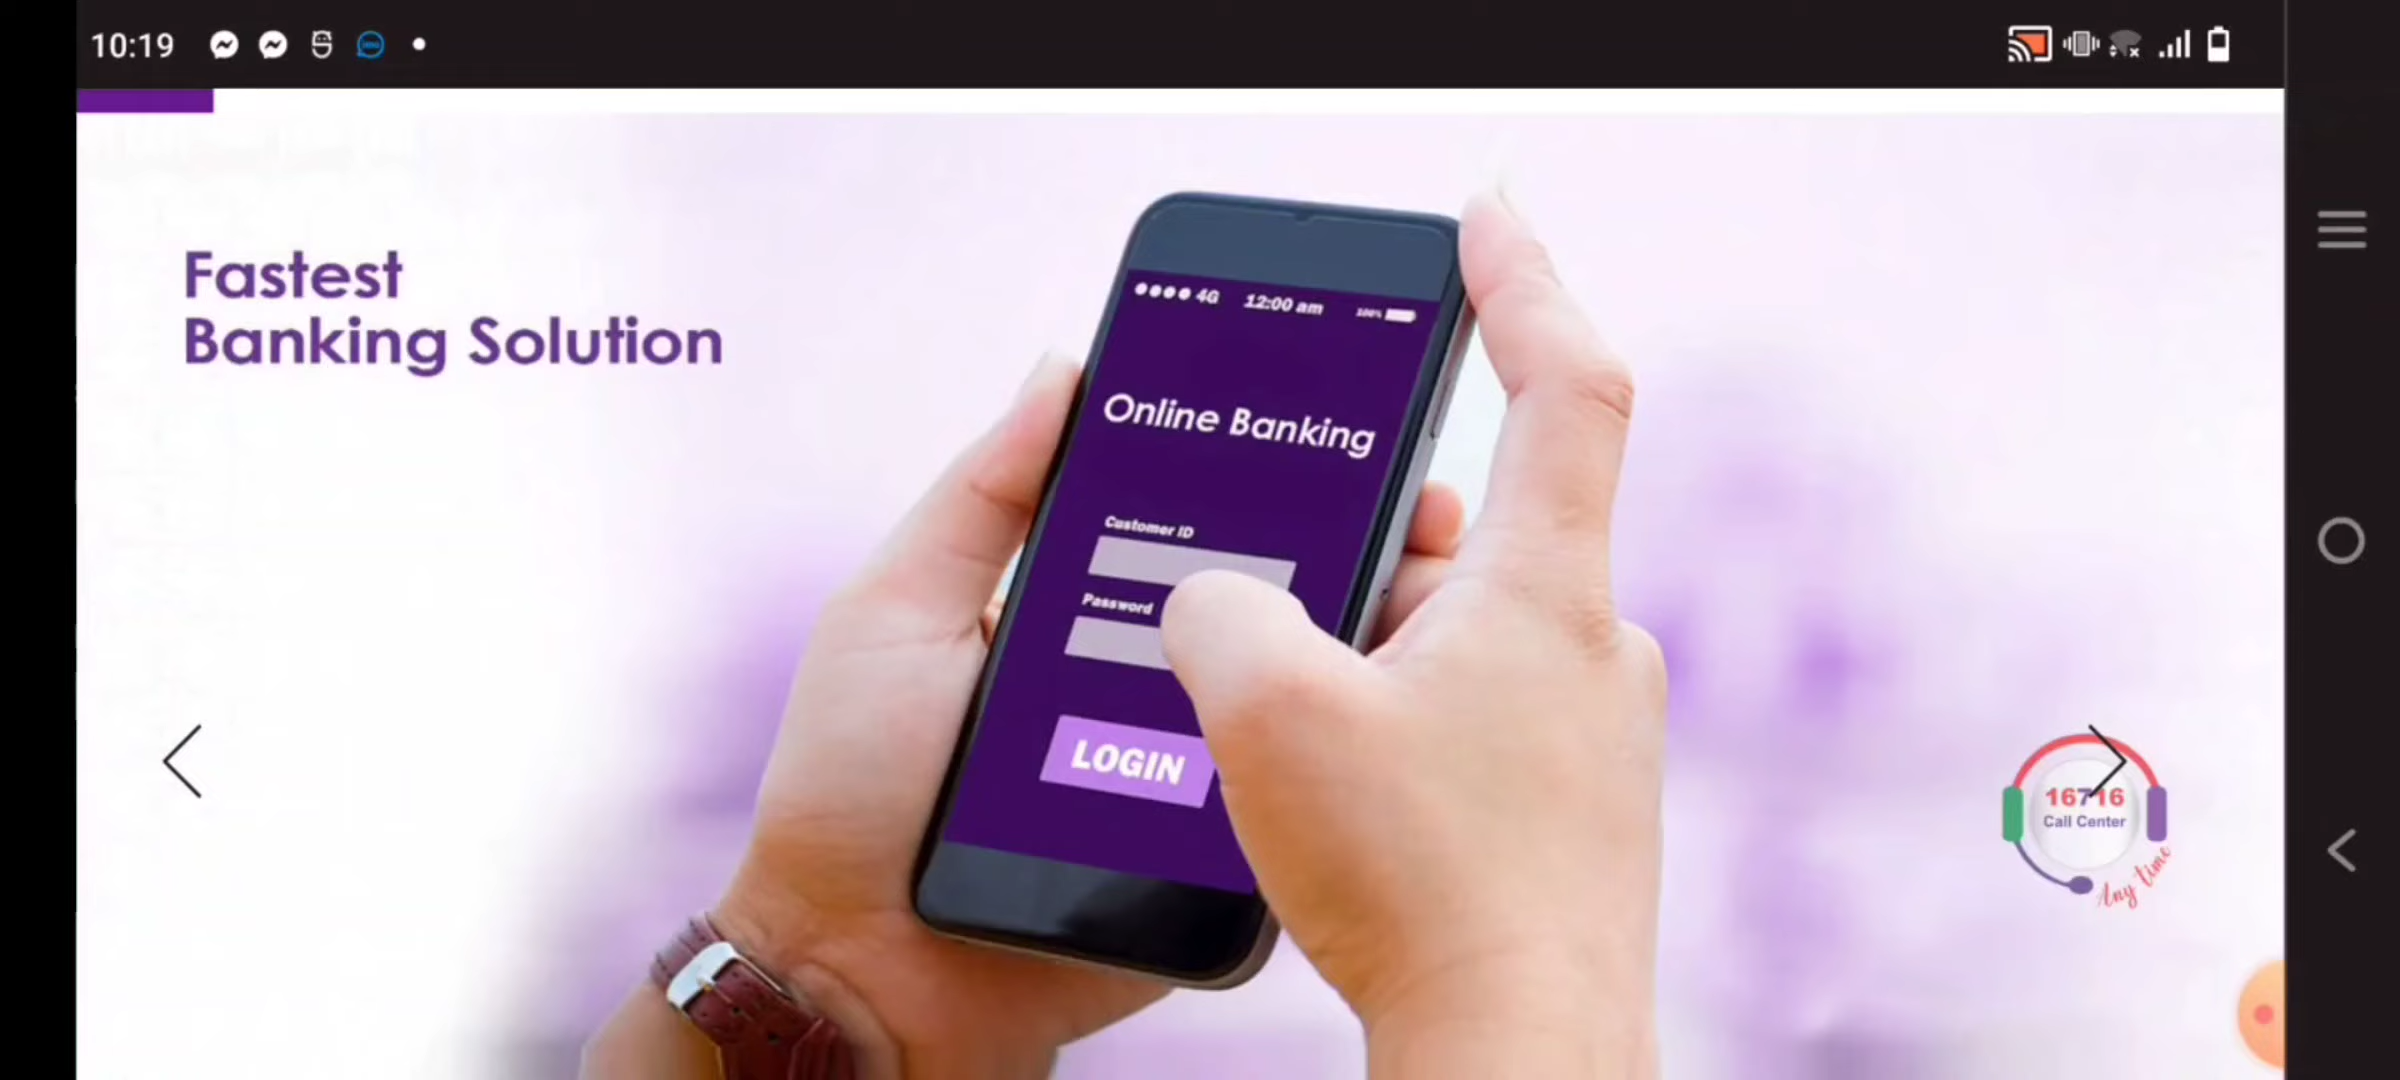 10:19
Fastest
Banking Solution
4G 12:00 am 100%
Online Banking
Customer ID
Password
LOGIN
16716
Call Center
Any time